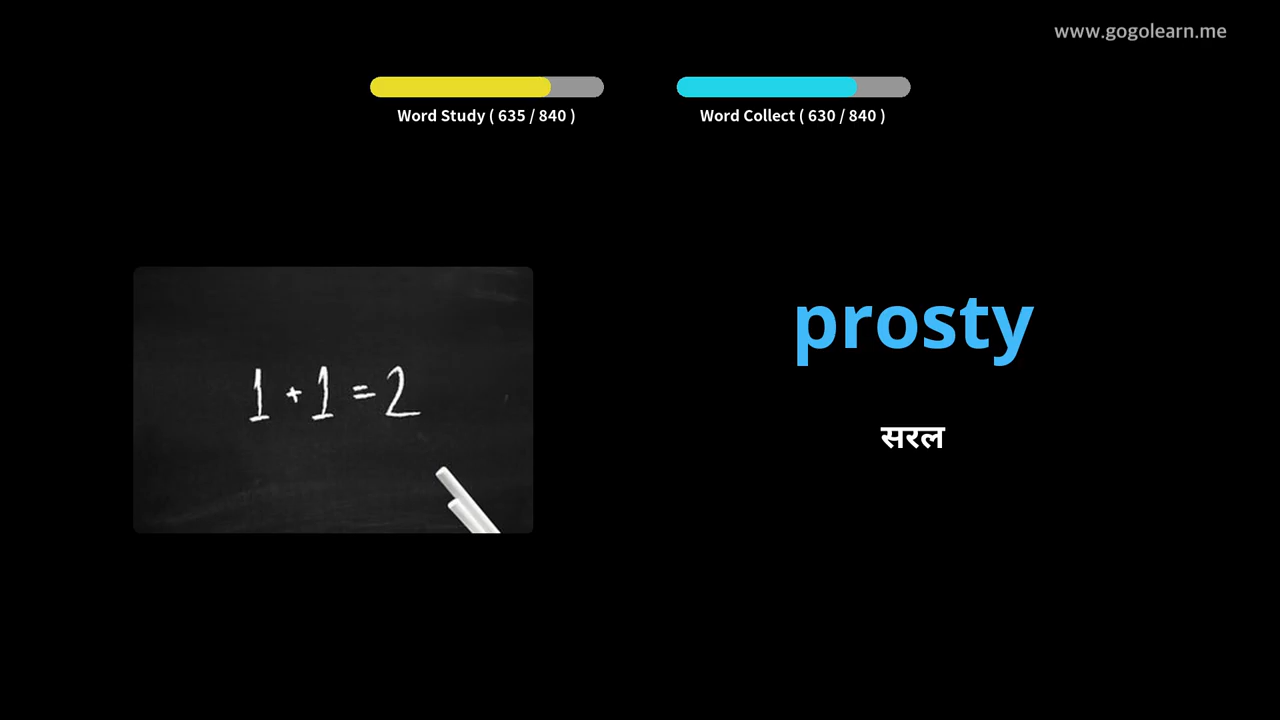 www.gogolearn.me
Word Study ( 635 / 840 )
Word Collect ( 630 / 840 )
1 + 1 = 2
prosty
सरल